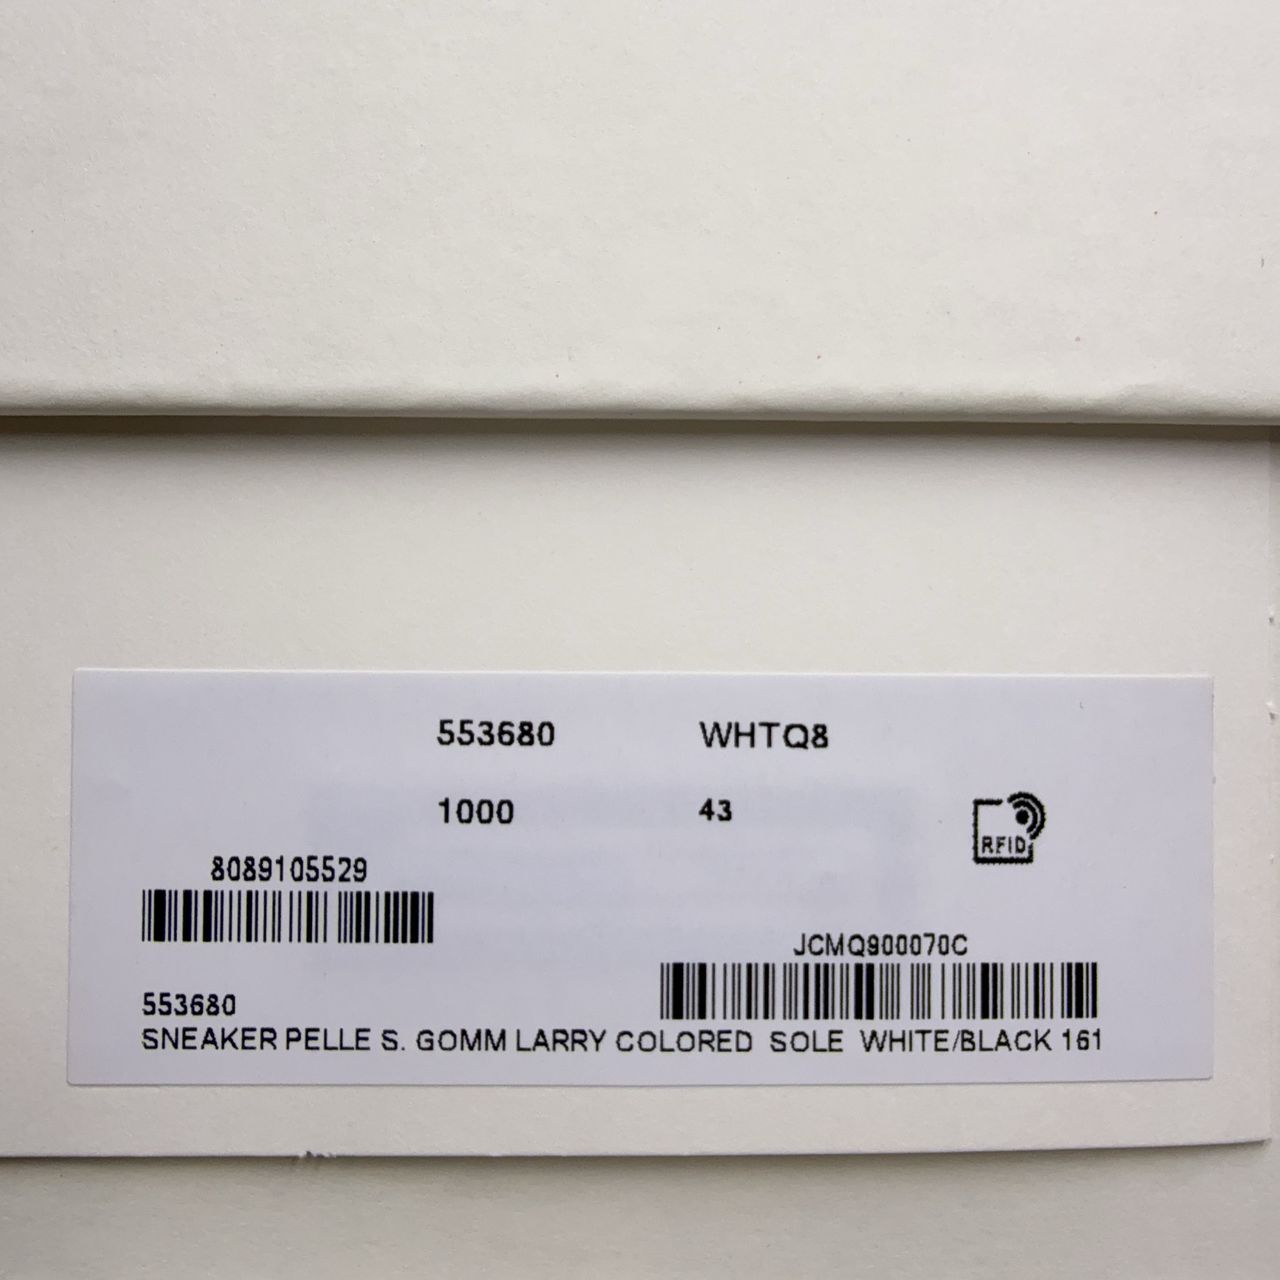 553680 WHTQ8
1000 43
RFID
8089105529
JCMQ900070C
553680
SNEAKER PELLE S. GOMM LARRY COLORED SOLE WHITE/BLACK 161